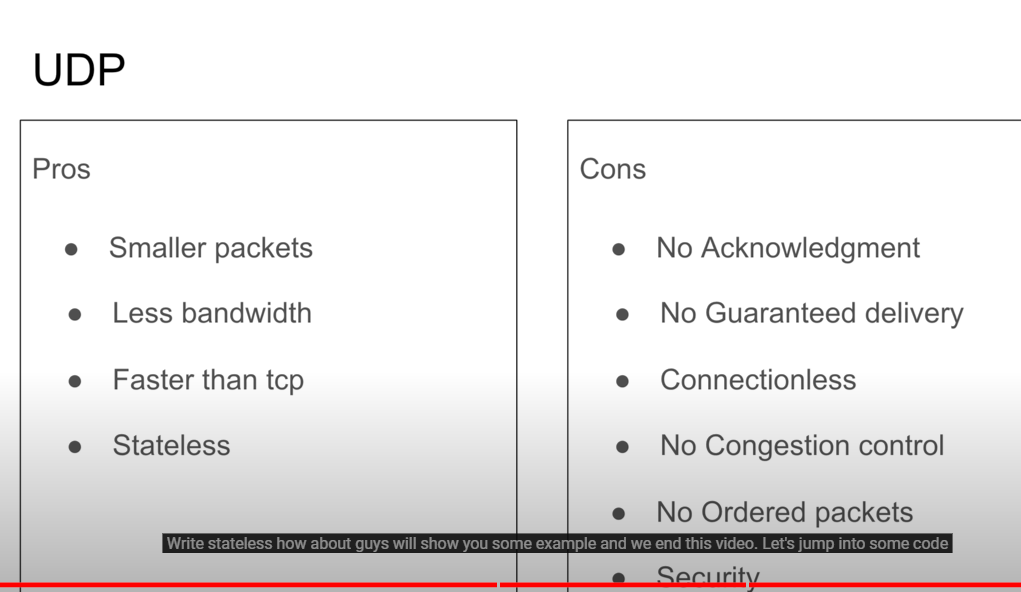 UDP
Pros
Smaller packets
Less bandwidth
Faster than tcp
Stateless
Cons
No Acknowledgment
No Guaranteed delivery
Connectionless
No Congestion control
No Ordered packets
Security
Write stateless how about guys will show you some example and we end this video. Let's jump into some code